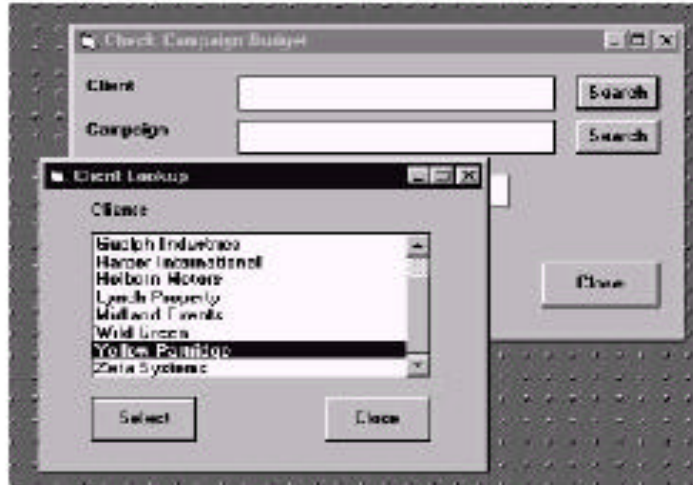 Check Campaign Budget
Client
Search
Campaign
Search
Client Lookup
Clients
Guelph Industries
Harper International
Holborn Motors
Lynch Property
Midland Events
Wild Green
Yellow Partridge
Zeta Systems
Select
Close
Close